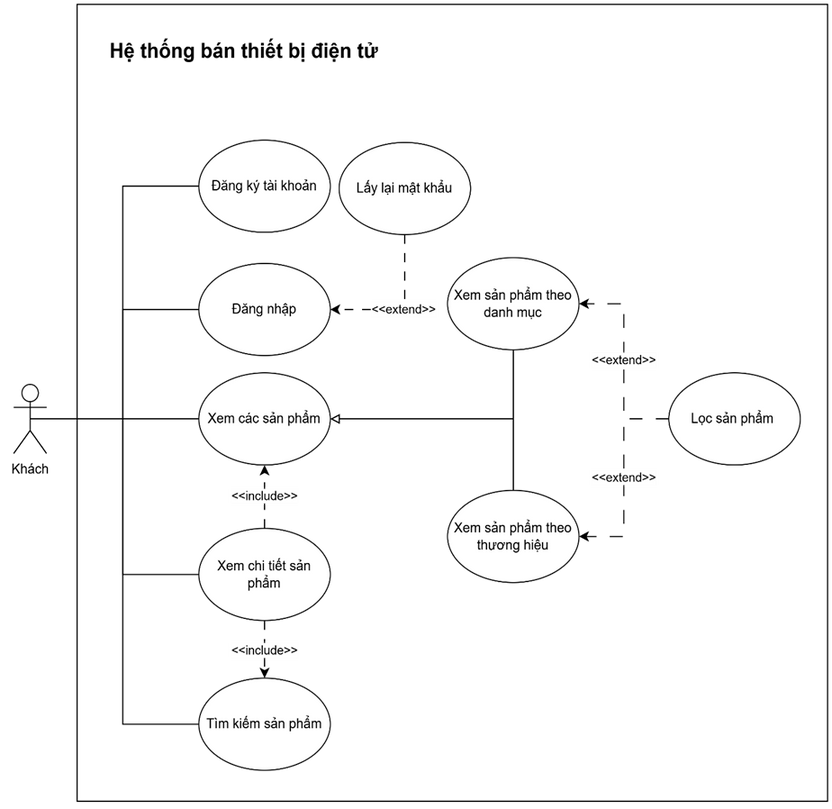 Hệ thống bán thiết bị điện tử
Đăng ký tài khoản
Lấy lại mật khẩu
Đăng nhập
<<extend>>
Xem sản phẩm theo
danh mục
<<extend>>
Xem các sản phẩm
Lọc sản phẩm
Khách
<<extend>>
<<include>>
Xem sản phẩm theo
thương hiệu
Xem chi tiết sản
phẩm
<<include>>
Tìm kiếm sản phẩm